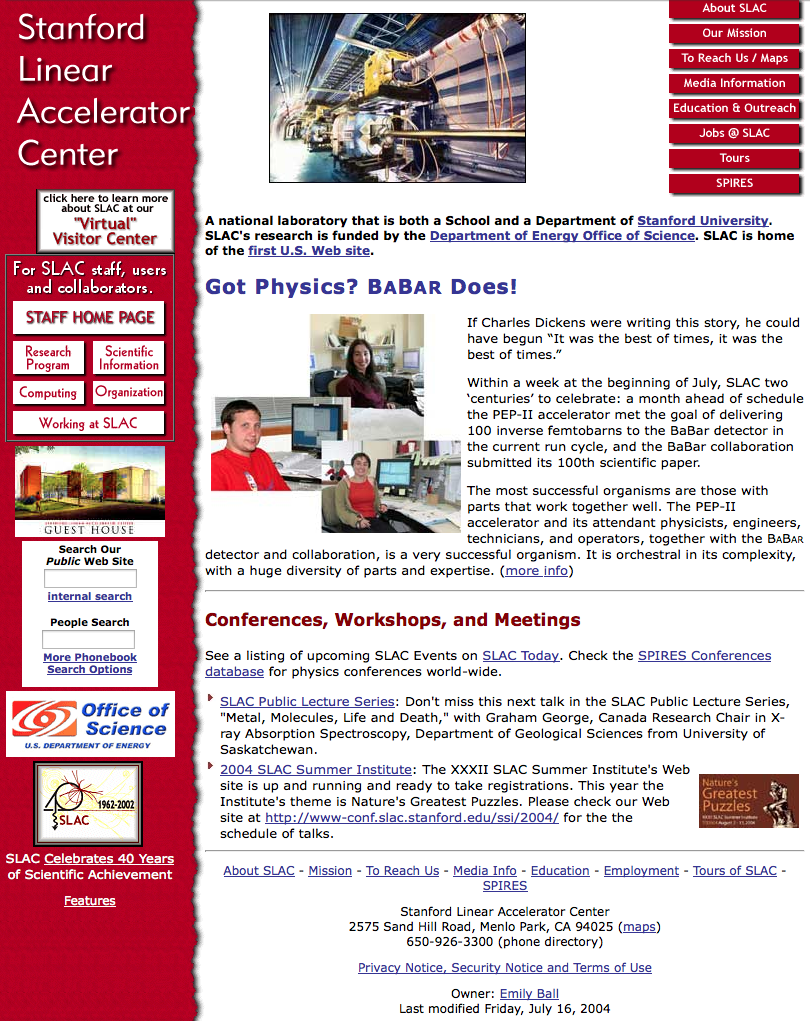 Stanford
Linear
Accelerator
Center
click here to learn more
about SLAC at our
"Virtual"
Visitor Center
For SLAC staff, users
and collaborators.
STAFF HOME PAGE
Research
Program
Scientific
Information
Computing
Organization
Working at SLAC
STANFORD LINEAR ACCELERATOR CENTER
GUEST HOUSE
Search Our
Public Web Site
internal search
People Search
More Phonebook
Search Options
Office of
Science
U.S. DEPARTMENT OF ENERGY
40
1962-2002
SLAC
SLAC Celebrates 40 Years
of Scientific Achievement
Features
About SLAC
Our Mission
To Reach Us / Maps
Media Information
Education & Outreach
Jobs @ SLAC
Tours
SPIRES
A national laboratory that is both a School and a Department of Stanford University.
SLAC's research is funded by the Department of Energy Office of Science. SLAC is home
of the first U.S. Web site.
Got Physics? BABAR Does!
If Charles Dickens were writing this story, he could
have begun “It was the best of times, it was the
best of times.”
Within a week at the beginning of July, SLAC two
‘centuries’ to celebrate: a month ahead of schedule
the PEP-II accelerator met the goal of delivering
100 inverse femtobarns to the BaBar detector in
the current run cycle, and the BaBar collaboration
submitted its 100th scientific paper.
The most successful organisms are those with
parts that work together well. The PEP-II
accelerator and its attendant physicists, engineers,
technicians, and operators, together with the BABAR
detector and collaboration, is a very successful organism. It is orchestral in its complexity,
with a huge diversity of parts and expertise. (more info)
Conferences, Workshops, and Meetings
See a listing of upcoming SLAC Events on SLAC Today. Check the SPIRES Conferences
database for physics conferences world-wide.
SLAC Public Lecture Series: Don't miss this next talk in the SLAC Public Lecture Series,
"Metal, Molecules, Life and Death," with Graham George, Canada Research Chair in X-
ray Absorption Spectroscopy, Department of Geological Sciences from University of
Saskatchewan.
2004 SLAC Summer Institute: The XXXII SLAC Summer Institute's Web
site is up and running and ready to take registrations. This year the
Institute's theme is Nature's Greatest Puzzles. Please check our Web
site at http://www-conf.slac.stanford.edu/ssi/2004/ for the the
schedule of talks.
Nature's
Greatest
Puzzles
About SLAC - Mission - To Reach Us - Media Info - Education - Employment - Tours of SLAC -
SPIRES
Stanford Linear Accelerator Center
2575 Sand Hill Road, Menlo Park, CA 94025 (maps)
650-926-3300 (phone directory)
Privacy Notice, Security Notice and Terms of Use
Owner: Emily Ball
Last modified Friday, July 16, 2004